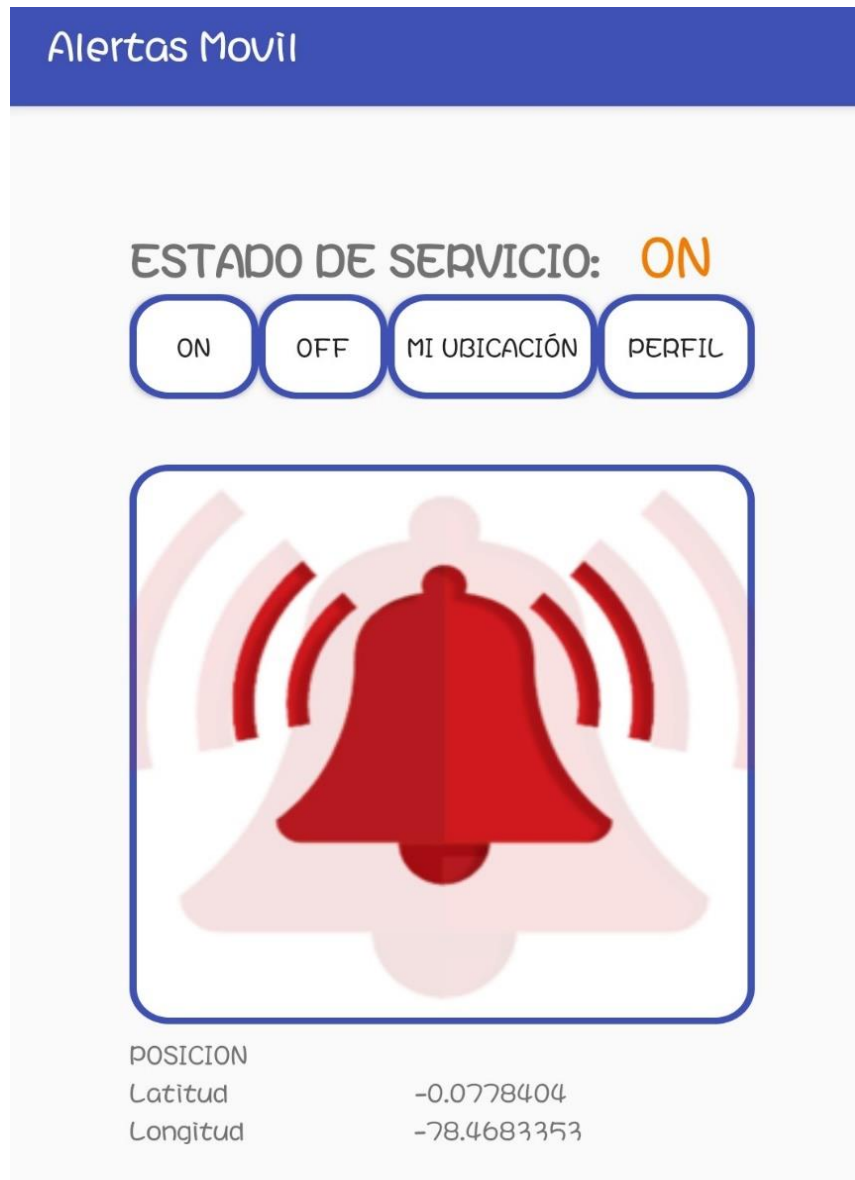 Alertas Movil
ESTADO DE SERVICIO: ON
ON OFF MI UBICACIÓN PERFIL
POSICION
Latitud -0.0778404
Longitud -78.4683353